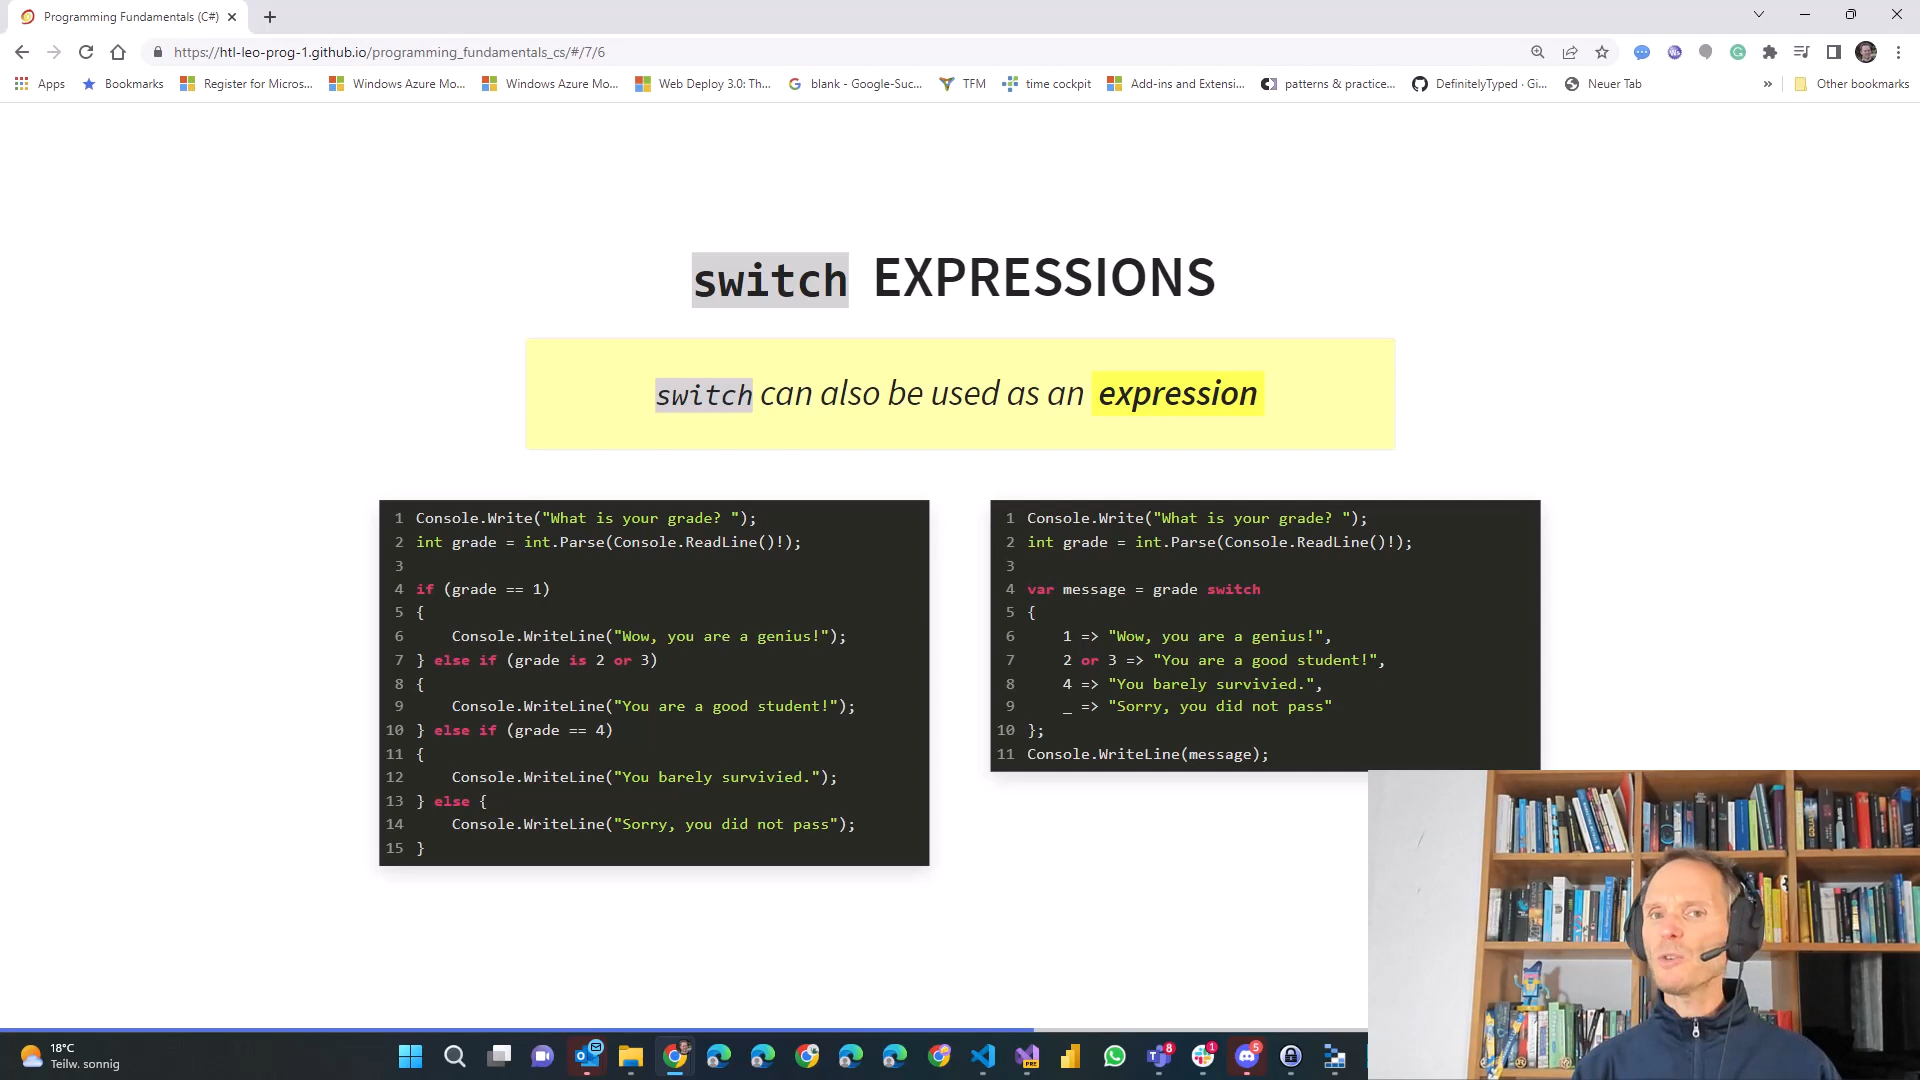 Programming Fundamentals (C#)
https://htl-leo-prog-1.github.io/programming_fundamentals_cs/#/7/6
Apps
Bookmarks
Register for Micros...
Windows Azure Mo...
Windows Azure Mo...
Web Deploy 3.0: Th...
blank - Google-Suc...
TFM
time cockpit
Add-ins and Extensi...
patterns & practice...
DefinitelyTyped · Gi...
Neuer Tab
»
Other bookmarks
switch EXPRESSIONS
switch can also be used as an expression
1 Console.Write("What is your grade? ");
2 int grade = int.Parse(Console.ReadLine()!);
3
4 if (grade == 1)
5 {
6     Console.WriteLine("Wow, you are a genius!");
7 } else if (grade is 2 or 3)
8 {
9     Console.WriteLine("You are a good student!");
10 } else if (grade == 4)
11 {
12     Console.WriteLine("You barely survivied.");
13 } else {
14     Console.WriteLine("Sorry, you did not pass");
15 }
1 Console.Write("What is your grade? ");
2 int grade = int.Parse(Console.ReadLine()!);
3
4 var message = grade switch
5 {
6     1 => "Wow, you are a genius!",
7     2 or 3 => "You are a good student!",
8     4 => "You barely survivied.",
9     _ => "Sorry, you did not pass"
10 };
11 Console.WriteLine(message);
18°C
Teilw. sonnig
PRE
8
1
5